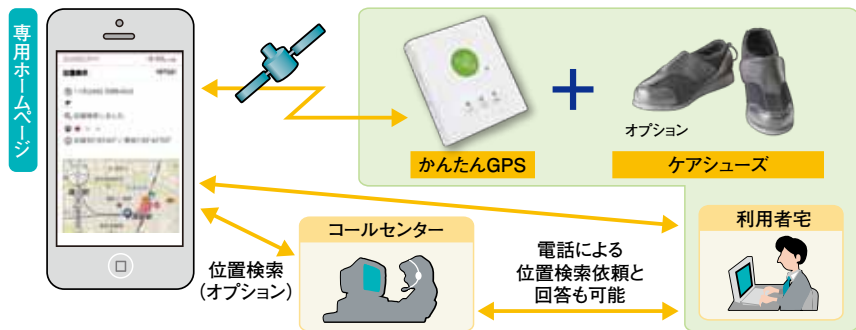 専用ホームページ
オプション
かんたんGPS
ケアシューズ
コールセンター
利用者宅
位置検索
(オプション)
電話による
位置検索依頼と
回答も可能